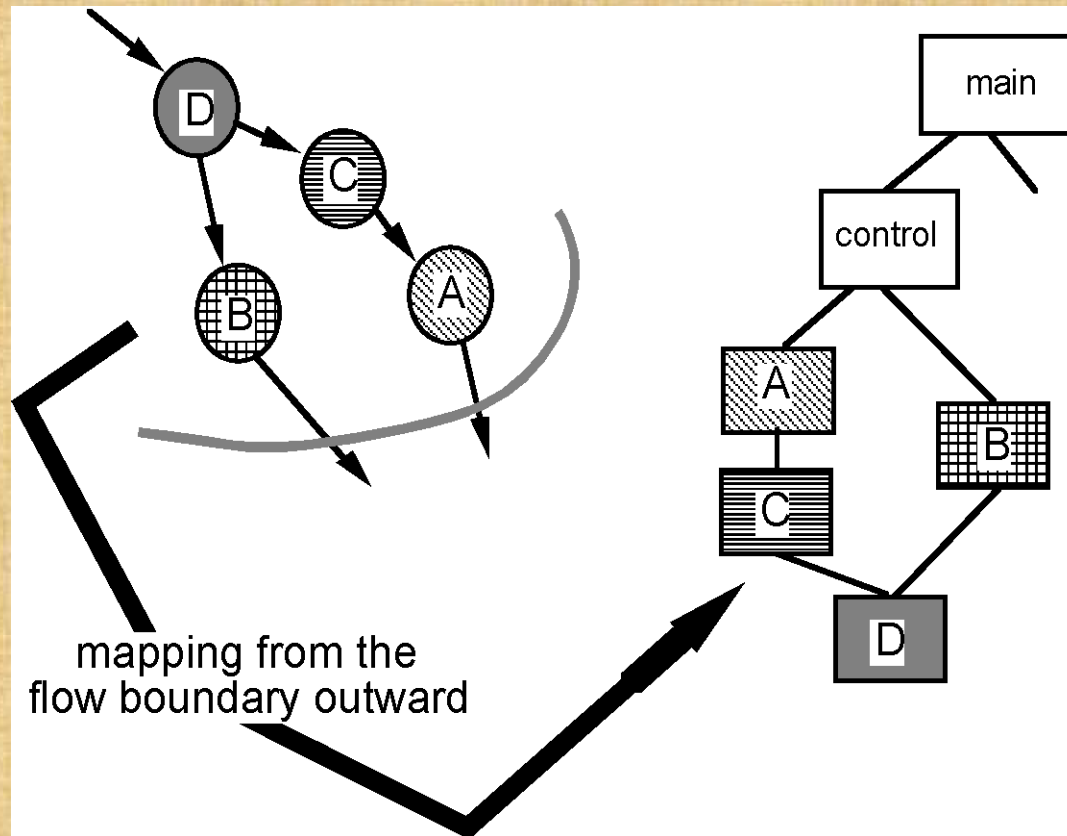 D
C
B
A
mapping from the
flow boundary outward
main
control
A
B
C
D